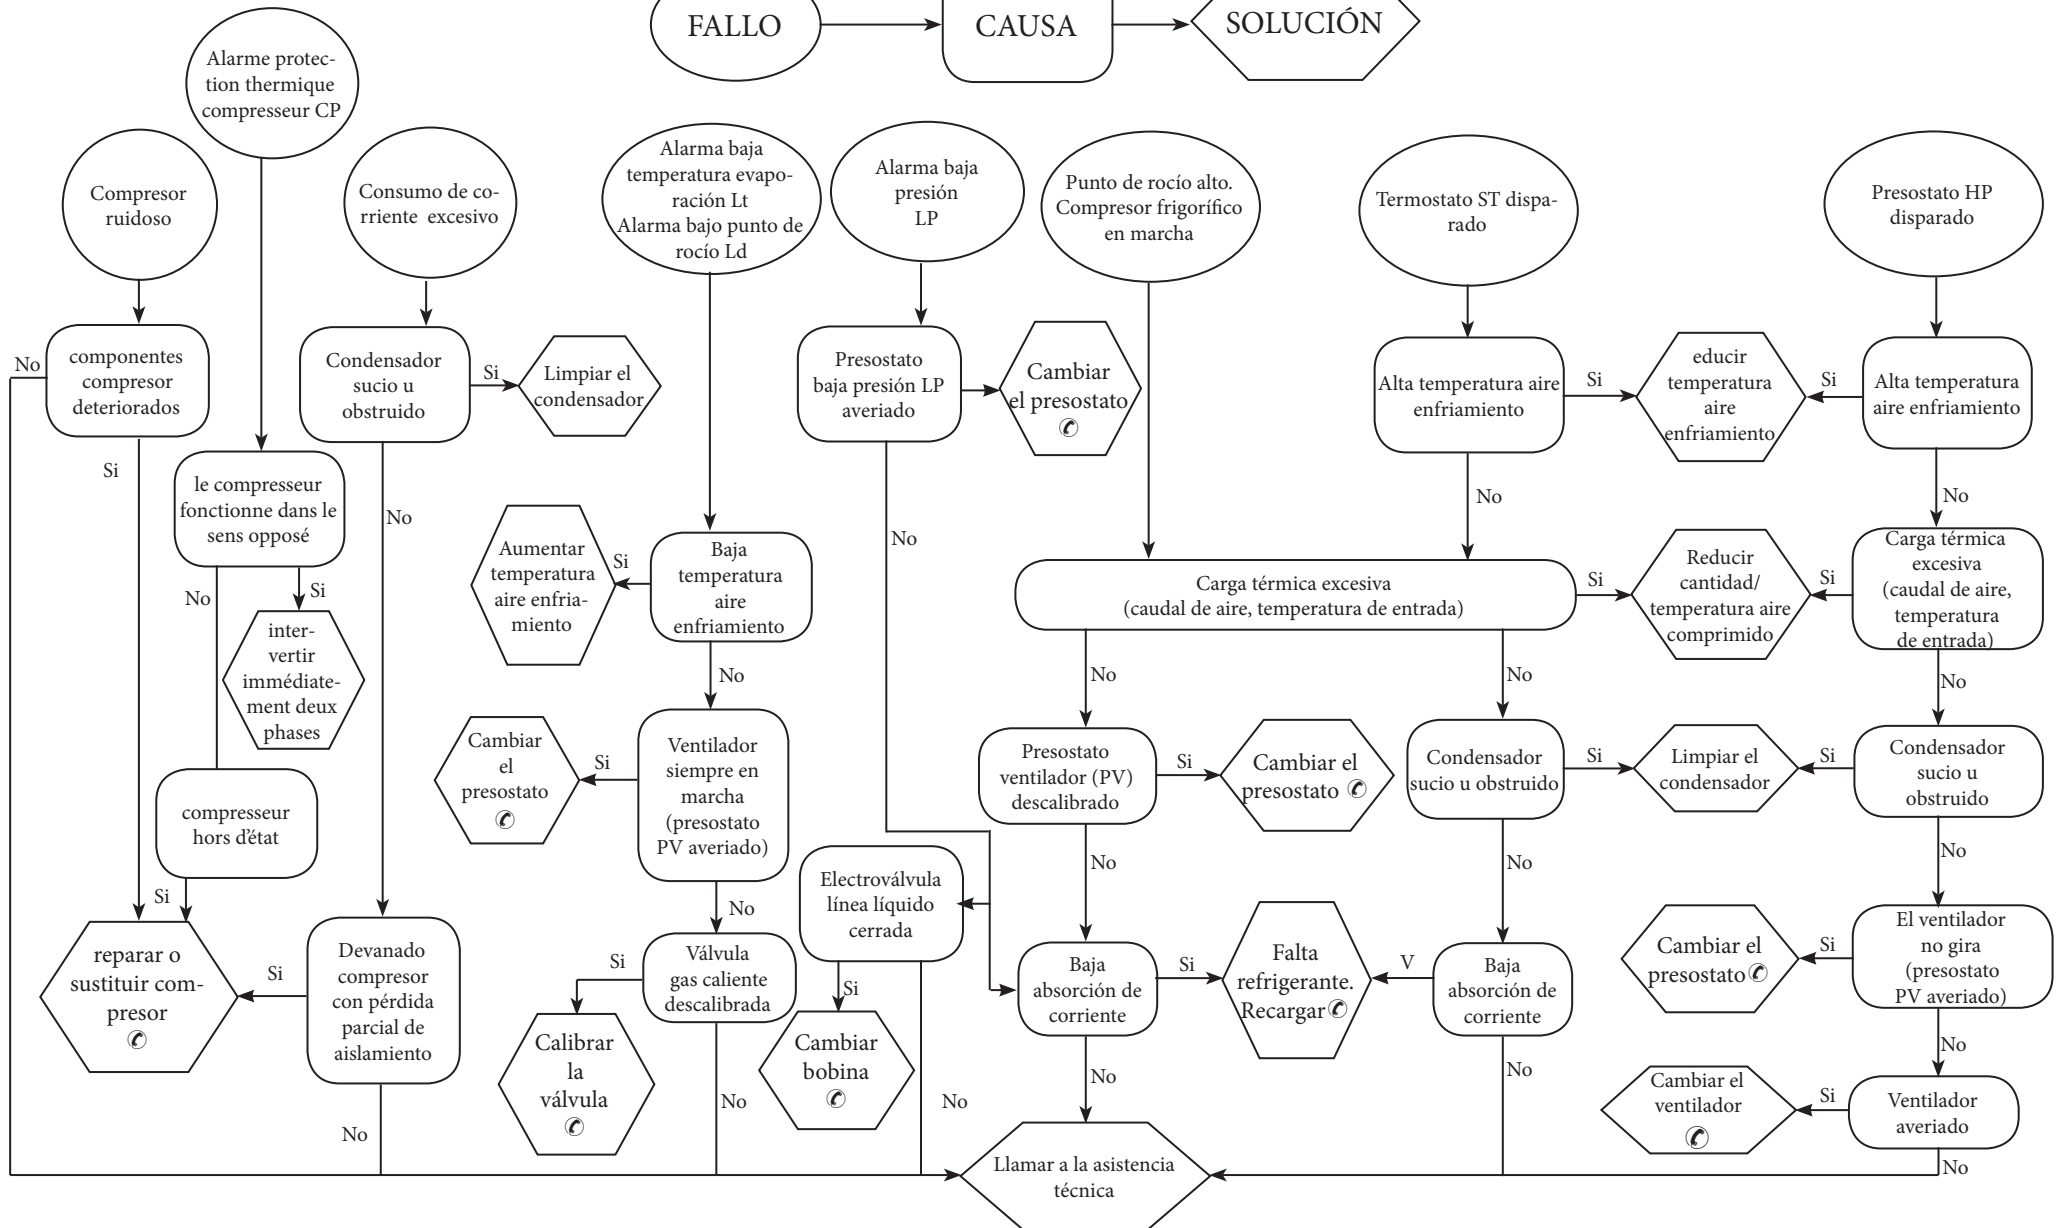 FALLO
CAUSA
SOLUCIÓN
Alarme protec-
tion thermique
compresseur CP
Compresor
ruidoso
Consumo de co-
rriente excesivo
Alarma baja
temperatura evapo-
ración Lt
Alarma bajo punto de
rocío Ld
Alarma baja
presión
LP
Punto de rocío alto.
Compresor frigorífico
en marcha
Termostato ST dispa-
rado
Presostato HP
disparado
No
componentes
compresor
deteriorados
Condensador
sucio u
obstruido
Si
Limpiar el
condensador
Presostato
baja presión LP
averiado
Cambiar
el presostato
Alta temperatura aire
enfriamiento
Si
educir
temperatura
aire
enfriamiento
Si
Alta temperatura
aire enfriamiento
Si
le compresseur
fonctionne dans le
sens opposé
No
No
No
No
Aumentar
temperatura
aire enfria-
miento
Si
Baja
temperatura
aire
enfriamiento
Carga térmica excesiva
(caudal de aire, temperatura de entrada)
Si
Reducir
cantidad/
temperatura aire
comprimido
Si
Carga térmica
excesiva
(caudal de aire,
temperatura
de entrada)
No
Si
inter-
vertir
immédiate-
ment deux
phases
No
No
No
No
Cambiar
el
presostato
Si
Ventilador
siempre en
marcha
(presostato
PV averiado)
Presostato
ventilador (PV)
descalibrado
Si
Cambiar el
presostato
Condensador
sucio u obstruido
Si
Limpiar el
condensador
Condensador
sucio u
obstruido
compresseur
hors d'état
Si
No
Electroválvula
línea líquido
cerrada
No
No
No
reparar o
sustituir com-
presor
Si
Devanado
compresor
con pérdida
parcial de
aislamiento
Si
Válvula
gas caliente
descalibrada
Si
Baja
absorción de
corriente
Si
Falta
refrigerante.
Recargar
V
Baja
absorción de
corriente
Cambiar el
presostato
Si
El ventilador
no gira
(presostato
PV averiado)
Calibrar
la
válvula
Cambiar
bobina
No
No
No
No
No
No
Cambiar el
ventilador
Si
Ventilador
averiado
No
Llamar a la asistencia
técnica